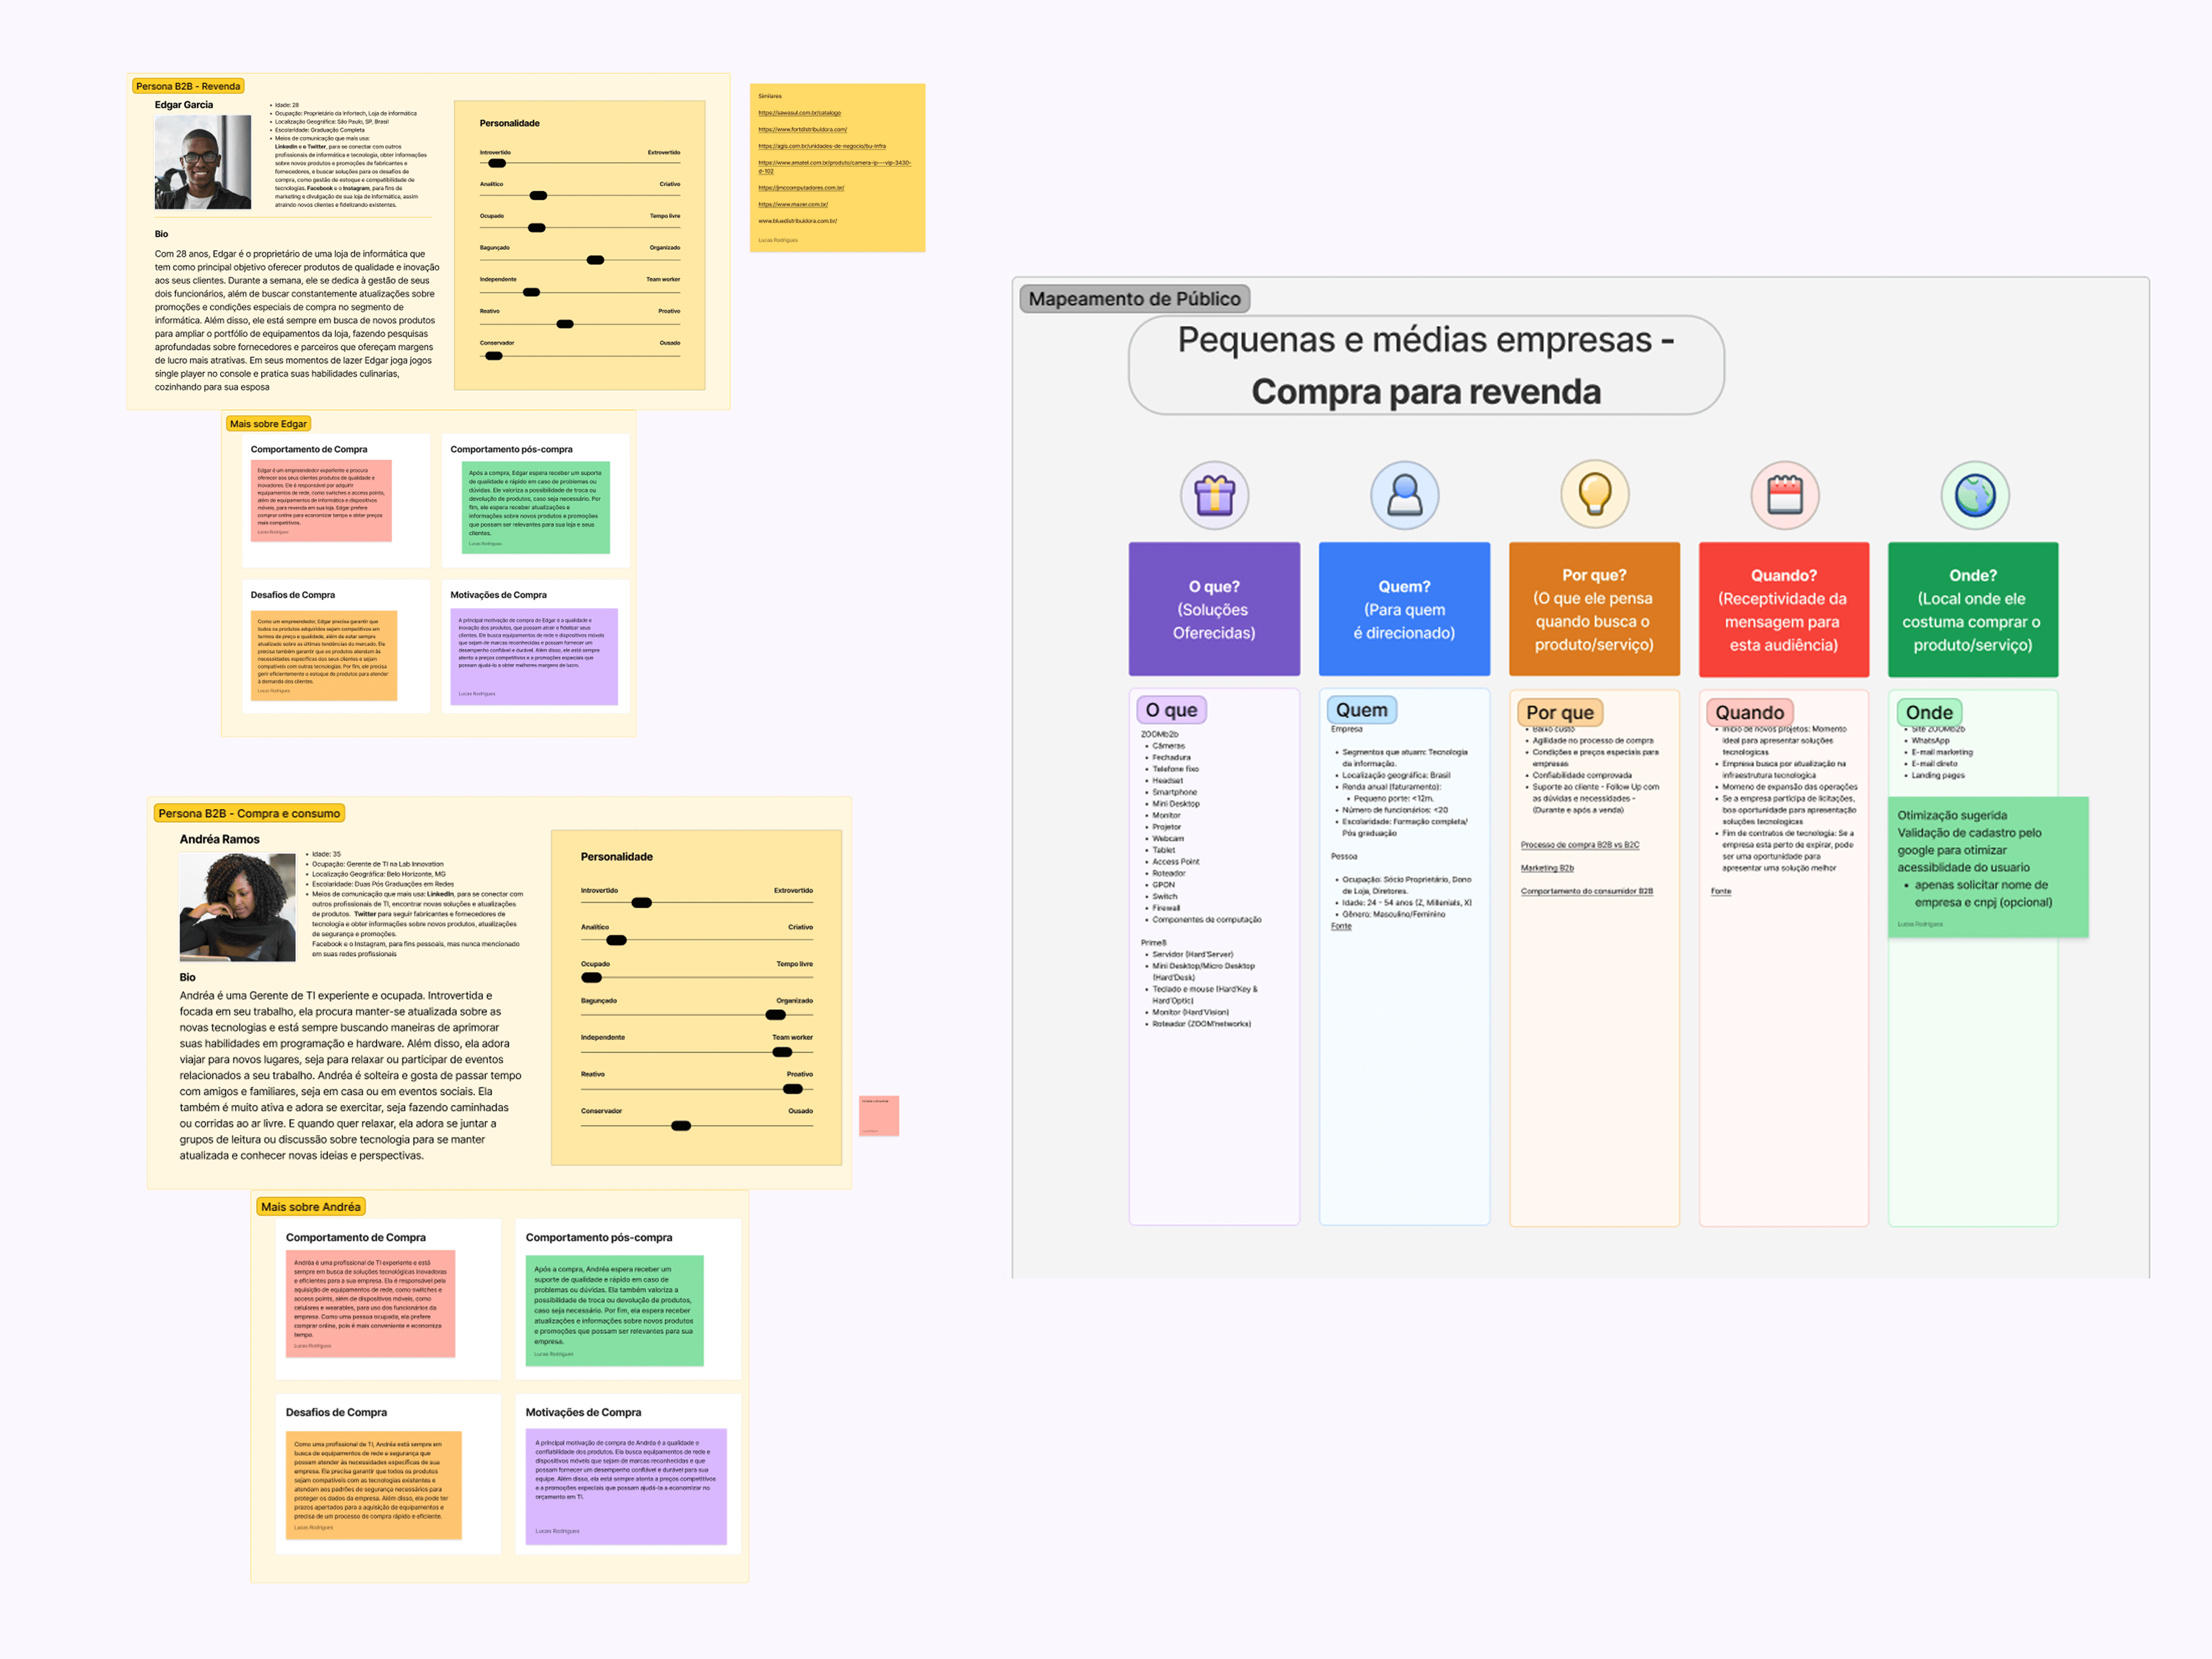 Persona B2B - Revenda
Edgar Garcia
• Idade: 28
• Ocupação: Proprietário da Infortech, Loja de informática
• Localização Geográfica: São Paulo, SP, Brasil
• Escolaridade: Graduação Completa
• Meios de comunicação que mais usa:
LinkedIn e o Twitter, para se conectar com outros
profissionais de informática e tecnologia, obter informações
sobre novos produtos e promoções de fabricantes e
fornecedores, e buscar soluções para os desafios de
compra, como gestão de estoque e compatibilidade de
tecnologias. Facebook e o Instagram, para fins de
marketing e divulgação de sua loja de informática, assim
atraindo novos clientes e fidelizando existentes.
Bio
Com 28 anos, Edgar é o proprietário de uma loja de informática que
tem como principal objetivo oferecer produtos de qualidade e inovação
aos seus clientes. Durante a semana, ele se dedica à gestão de seus
dois funcionários, além de buscar constantemente atualizações sobre
promoções e condições especiais de compra no segmento de
informática. Além disso, ele está sempre em busca de novos produtos
para ampliar o portfólio de equipamentos da loja, fazendo pesquisas
aprofundadas sobre fornecedores e parceiros que ofereçam margens
de lucro mais atrativas. Em seus momentos de lazer Edgar joga jogos
single player no console e pratica suas habilidades culinarias,
cozinhando para sua esposa
Personalidade
Introvertido Extrovertido
Analítico Criativo
Ocupado Tempo livre
Bagunçado Organizado
Independente Team worker
Reativo Proativo
Conservador Ousado
Similares
https://sawasul.com.br/catalogo
https://www.fortdistribuidora.com/
https://agis.com.br/unidades-de-negocio/bu-infra
https://www.amatel.com.br/produto/camera-ip---vip-3430-
d-102
https://jmccomputadores.com.br/
https://www.mazer.com.br/
www.bluedistribuidora.com.br/
Lucas Rodrigues
Mais sobre Edgar
Comportamento de Compra
Edgar é um empreendedor experiente e procura
oferecer aos seus clientes produtos de qualidade e
inovadores. Ele é responsável por adquirir
equipamentos de rede, como switches e access points,
além de equipamentos de informática e dispositivos
móveis, para revenda em sua loja. Edgar prefere
comprar online para economizar tempo e obter preços
mais competitivos.
Lucas Rodrigues
Comportamento pós-compra
Após a compra, Edgar espera receber um suporte
de qualidade e rápido em caso de problemas ou
dúvidas. Ele valoriza a possibilidade de troca ou
devolução de produtos, caso seja necessário. Por
fim, ele espera receber atualizações e
informações sobre novos produtos e promoções
que possam ser relevantes para sua loja e seus
clientes.
Lucas Rodrigues
Desafios de Compra
Como um empreendedor, Edgar precisa garantir que
todos os produtos adquiridos sejam competitivos em
termos de preço e qualidade, além de estar sempre
atualizado sobre as últimas tendências do mercado. Ele
precisa também garantir que os produtos atendam às
necessidades específicas dos seus clientes e sejam
compatíveis com outras tecnologias. Por fim, ele precisa
gerir eficientemente o estoque de produtos para atender
à demanda dos clientes.
Lucas Rodrigues
Motivações de Compra
A principal motivação de compra de Edgar é a qualidade e
inovação dos produtos, que possam atrair e fidelizar seus
clientes. Ele busca equipamentos de rede e dispositivos móveis
que sejam de marcas reconhecidas e possam fornecer um
desempenho confiável e durável. Além disso, ele está sempre
atento a preços competitivos e a promoções especiais que
possam ajudá-lo a obter melhores margens de lucro.
Lucas Rodrigues
Persona B2B - Compra e consumo
Andréa Ramos
• Idade: 35
• Ocupação: Gerente de TI na Lab Innovation
• Localização Geográfica: Belo Horizonte, MG
• Escolaridade: Duas Pós Graduações em Redes
• Meios de comunicação que mais usa: LinkedIn, para se conectar com
outros profissionais de TI, encontrar novas soluções e atualizações
de produtos. Twitter para seguir fabricantes e fornecedores de
tecnologia e obter informações sobre novos produtos, atualizações
de segurança e promoções.
Facebook e o Instagram, para fins pessoais, mas nunca mencionado
em suas redes profissionais
Bio
Andréa é uma Gerente de TI experiente e ocupada. Introvertida e
focada em seu trabalho, ela procura manter-se atualizada sobre as
novas tecnologias e está sempre buscando maneiras de aprimorar
suas habilidades em programação e hardware. Além disso, ela adora
viajar para novos lugares, seja para relaxar ou participar de eventos
relacionados a seu trabalho. Andréa é solteira e gosta de passar tempo
com amigos e familiares, seja em casa ou em eventos sociais. Ela
também é muito ativa e adora se exercitar, seja fazendo caminhadas
ou corridas ao ar livre. E quando quer relaxar, ela adora se juntar a
grupos de leitura ou discussão sobre tecnologia para se manter
atualizada e conhecer novas ideias e perspectivas.
Personalidade
Introvertido Extrovertido
Analítico Criativo
Ocupado Tempo livre
Bagunçado Organizado
Independente Team worker
Reativo Proativo
Conservador Ousado
Mais sobre Andréa
Comportamento de Compra
Andréa é uma profissional de TI experiente e está
sempre em busca de soluções tecnológicas inovadoras
e eficientes para a sua empresa. Ela é responsável pela
aquisição de equipamentos de rede, como switches e
access points, além de dispositivos móveis, como
celulares e wearables, para uso dos funcionários da
empresa. Como uma pessoa ocupada, ela prefere
comprar online, pois é mais conveniente e economiza
tempo.
Lucas Rodrigues
Comportamento pós-compra
Após a compra, Andréa espera receber um
suporte de qualidade e rápido em caso de
problemas ou dúvidas. Ela também valoriza a
possibilidade de troca ou devolução de produtos,
caso seja necessário. Por fim, ela espera receber
atualizações e informações sobre novos produtos
e promoções que possam ser relevantes para sua
empresa.
Lucas Rodrigues
Desafios de Compra
Como uma profissional de TI, Andréa está sempre em
busca de equipamentos de rede e segurança que
possam atender às necessidades específicas de sua
empresa. Ela precisa garantir que todos os produtos
sejam compatíveis com as tecnologias existentes e
atendam aos padrões de segurança necessários para
proteger os dados da empresa. Além disso, ela pode ter
prazos apertados para a aquisição de equipamentos e
precisa de um processo de compra rápido e eficiente.
Lucas Rodrigues
Motivações de Compra
A principal motivação de compra de Andréa é a qualidade e
confiabilidade dos produtos. Ela busca equipamentos de rede e
dispositivos móveis que sejam de marcas reconhecidas e que
possam fornecer um desempenho confiável e durável para sua
equipe. Além disso, ela está sempre atenta a preços competitivos
e a promoções especiais que possam ajudá-la a economizar no
orçamento em TI.
Lucas Rodrigues
Mapeamento de Público
Pequenas e médias empresas -
Compra para revenda
O que?
(Soluções
Oferecidas)
Quem?
(Para quem
é direcionado)
Por que?
(O que ele pensa
quando busca o
produto/serviço)
Quando?
(Receptividade da
mensagem para
esta audiência)
Onde?
(Local onde ele
costuma comprar o
produto/serviço)
O que
ZOOMb2b
• Câmeras
• Fechadura
• Telefone fixo
• Headset
• Smartphone
• Mini Desktop
• Monitor
• Projetor
• Webcam
• Tablet
• Access Point
• Roteador
• GPON
• Switch
• Firewall
• Componentes de computação
PrimeB
• Servidor (Hard'Server)
• Mini Desktop/Micro Desktop
(Hard'Desk)
• Teclado e mouse (Hard'Key &
Hard'Optic)
• Monitor (Hard'Vision)
• Roteador (ZOOM'networks)
Quem
Empresa
• Segmentos que atuam: Tecnologia
da informação.
• Localização geográfica: Brasil
• Renda anual (faturamento):
• Pequeno porte: <12m.
• Número de funcionários: <20
• Escolaridade: Formação completa/
Pós graduação
Pessoa
• Ocupação: Sócio Proprietário, Dono
de Loja, Diretores.
• Idade: 24 - 54 anos (Z, Millenials, X)
• Gênero: Masculino/Feminino
Fonte
Por que
• Baixo custo
• Agilidade no processo de compra
• Condições e preços especiais para
empresas
• Confiabilidade comprovada
• Suporte ao cliente - Follow Up com
as dúvidas e necessidades -
(Durante e após a venda)
Processo de compra B2B vs B2C
Marketing B2b
Comportamento do consumidor B2B
Quando
• Início de novos projetos: Momento
ideal para apresentar soluções
tecnologicas
• Empresa busca por atualização na
infraestrutura tecnologica
• Momeno de expansão das operações
• Se a empresa participa de licitações,
boa oportunidade para apresentação
soluções tecnologicas
• Fim de contratos de tecnologia: Se a
empresa esta perto de expirar, pode
ser uma oportunidade para
apresentar uma solução melhor
Fonte
Onde
• Site ZOOMb2b
• WhatsApp
• E-mail marketing
• E-mail direto
• Landing pages
Otimização sugerida
Validação de cadastro pelo
google para otimizar
acessiblidade do usuario
• apenas solicitar nome de
empresa e cnpj (opcional)
Lucas Rodrigues